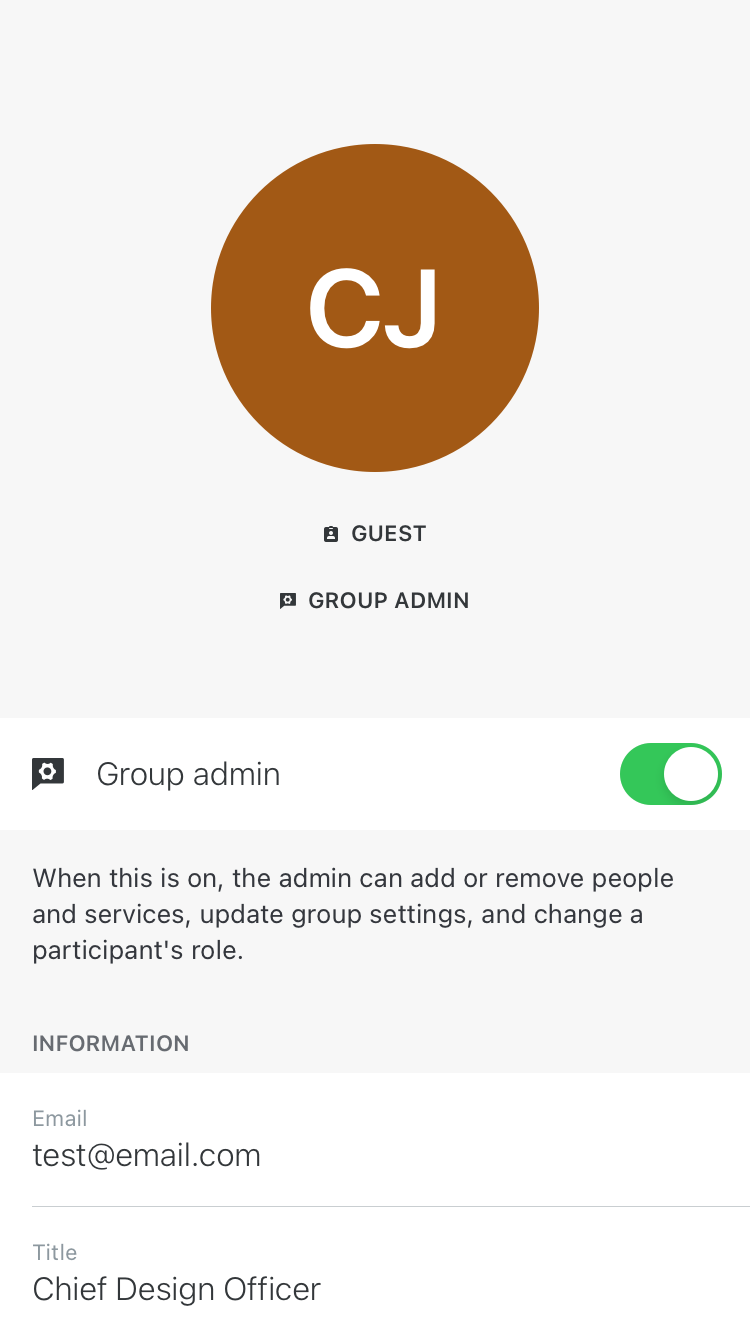 CJ
GUEST
GROUP ADMIN
Group admin
When this is on, the admin can add or remove people
and services, update group settings, and change a
participant's role.
INFORMATION
Email
test@email.com
Title
Chief Design Officer